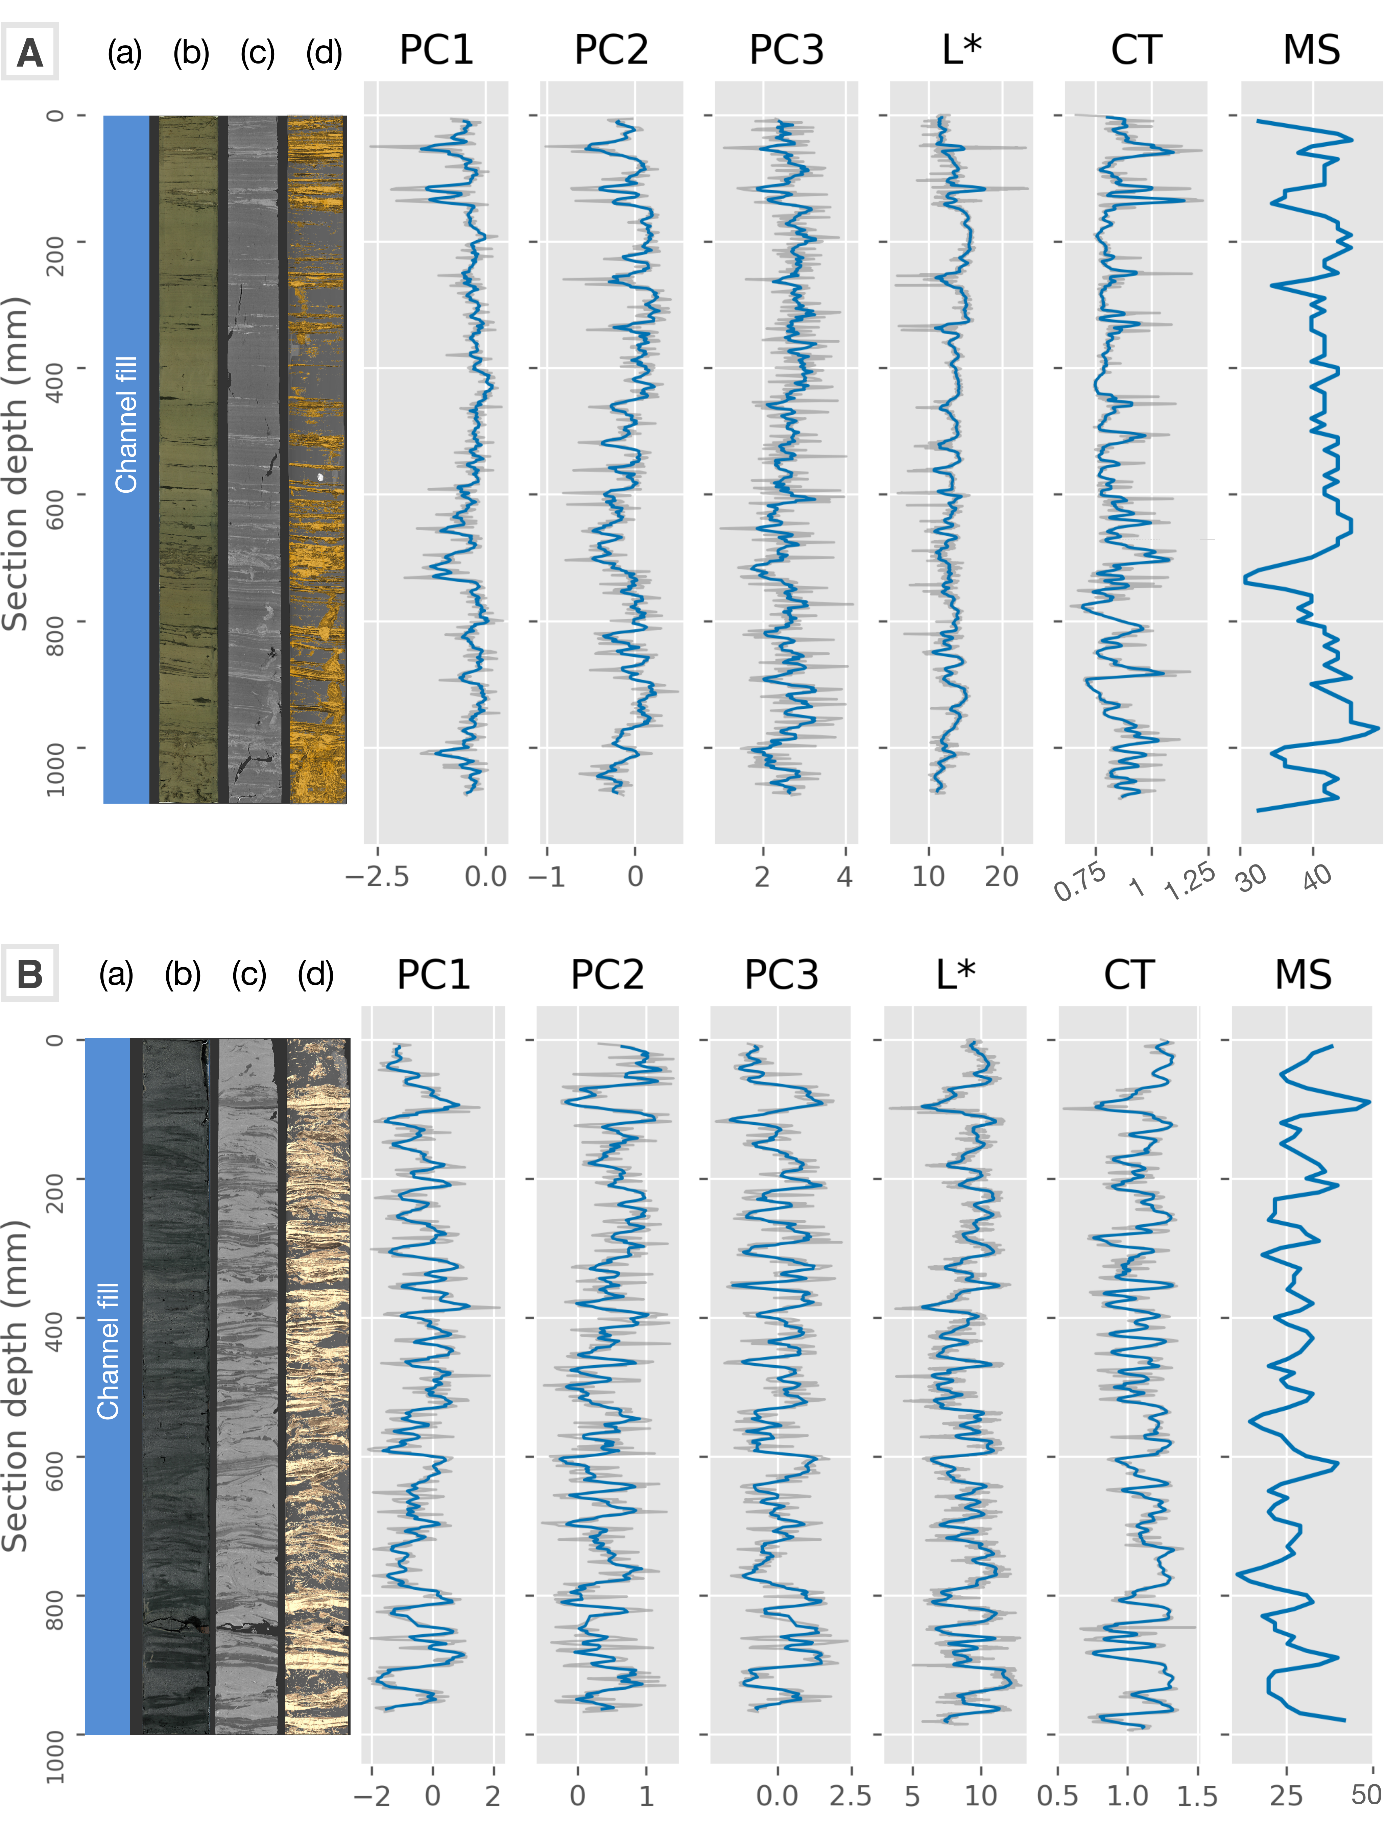 A
(a) (b) (c) (d) PC1 PC2 PC3 L* CT MS
Section depth (mm)
0
200
400
600
800
1000
Channel fill
−2.5 0.0 −1 0 2 4 10 20 0.75 1 1.25 30 40
B
(a) (b) (c) (d) PC1 PC2 PC3 L* CT MS
Section depth (mm)
0
200
400
600
800
1000
Channel fill
−2 0 2 0 1 0.0 2.5 5 10 0.5 1.0 1.5 25 50